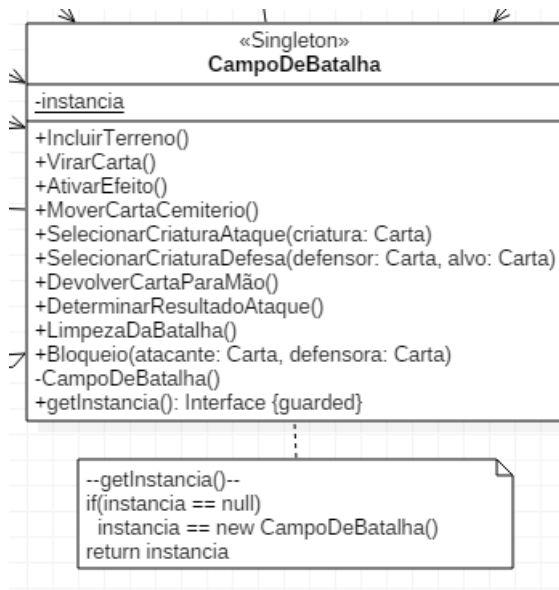 «Singleton»
CampoDeBatalha
-instancia
+IncluirTerreno()
+VirarCarta()
+AtivarEfeito()
+MoverCartaCemiterio()
+SelecionarCriaturaAtaque(criatura: Carta)
+SelecionarCriaturaDefesa(defensor: Carta, alvo: Carta)
+DevolverCartaParaMão()
+DeterminarResultadoAtaque()
+LimpezaDaBatalha()
+Bloqueio(atacante: Carta, defensora: Carta)
-CampoDeBatalha()
+getInstancia(): Interface {guarded}
--getInstancia()--
if(instancia == null)
instancia == new CampoDeBatalha()
return instancia